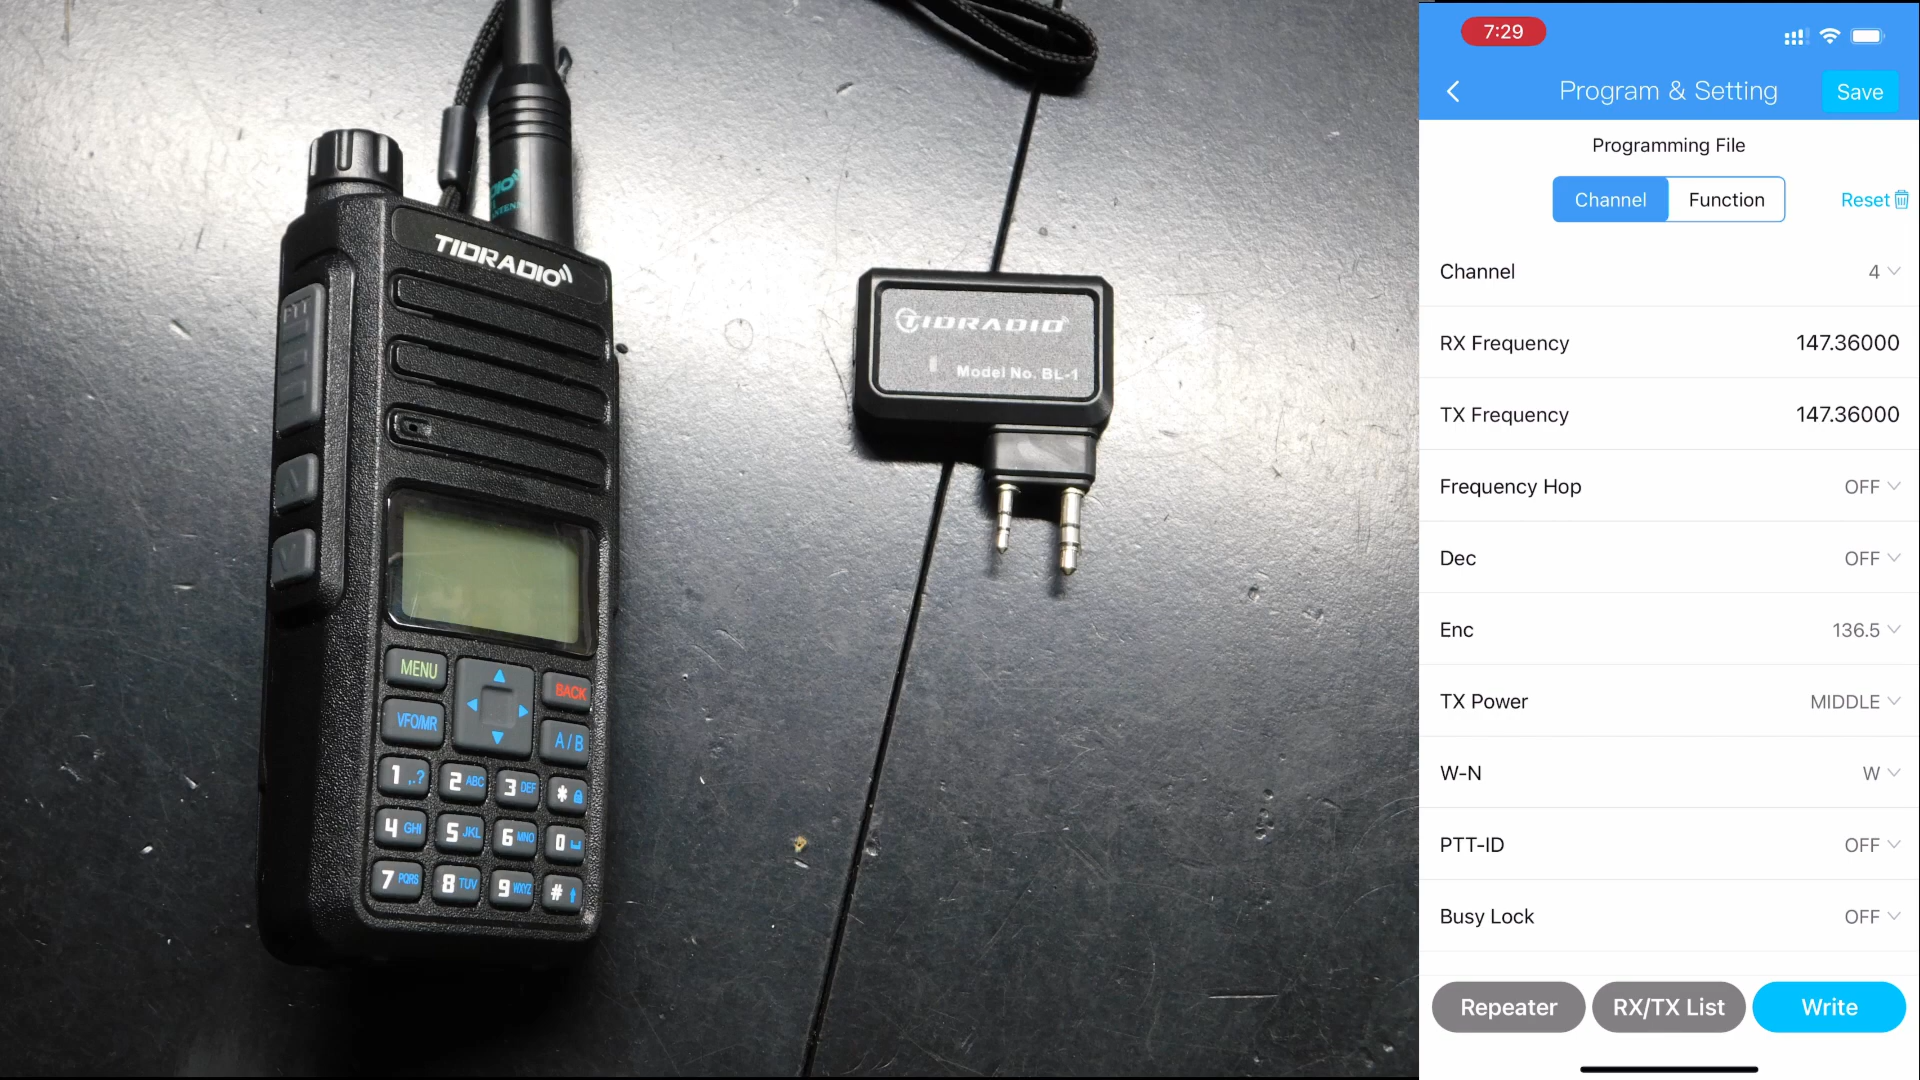 TIDRADIO
PTT
MENU
BACK
VFO/MR
A/B
1 ,.?
2 ABC
3 DEF
*
4 GHI
5 JKL
6 MNO
0
7 PQRS
8 TUV
9 WXYZ
#
TIDRADIO
Model No. BL-1
7:29
Program & Setting
Save
Programming File
Channel
Function
Reset
Channel 4
RX Frequency 147.36000
TX Frequency 147.36000
Frequency Hop OFF
Dec OFF
Enc 136.5
TX Power MIDDLE
W-N W
PTT-ID OFF
Busy Lock OFF
Repeater
RX/TX List
Write